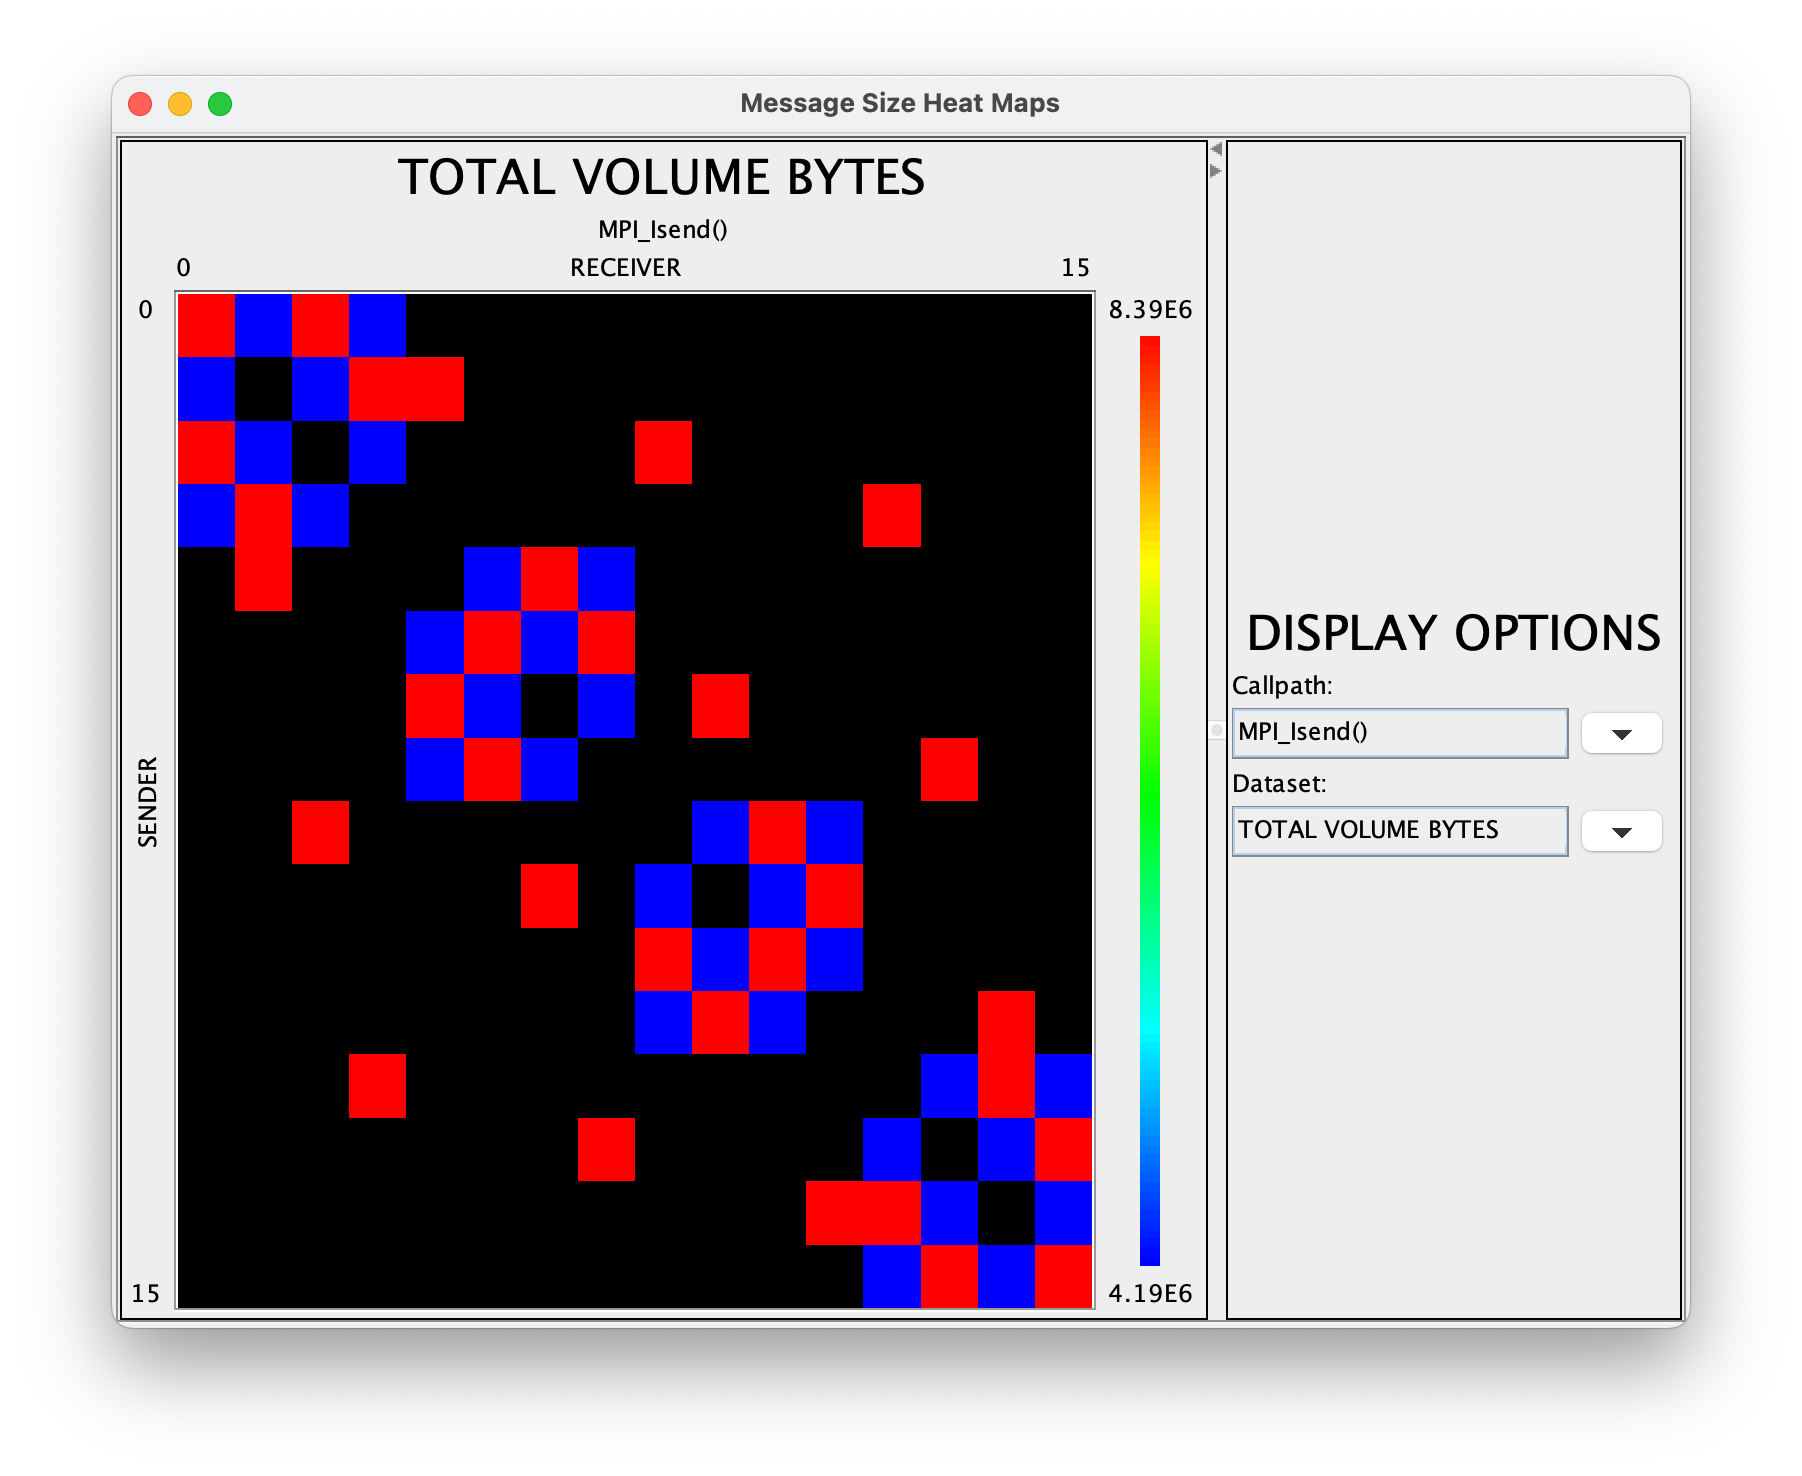 Message Size Heat Maps
TOTAL VOLUME BYTES
MPI_Isend()
0 RECEIVER 15
0
SENDER
15
8.39E6
4.19E6
DISPLAY OPTIONS
Callpath:
MPI_Isend()
Dataset:
TOTAL VOLUME BYTES